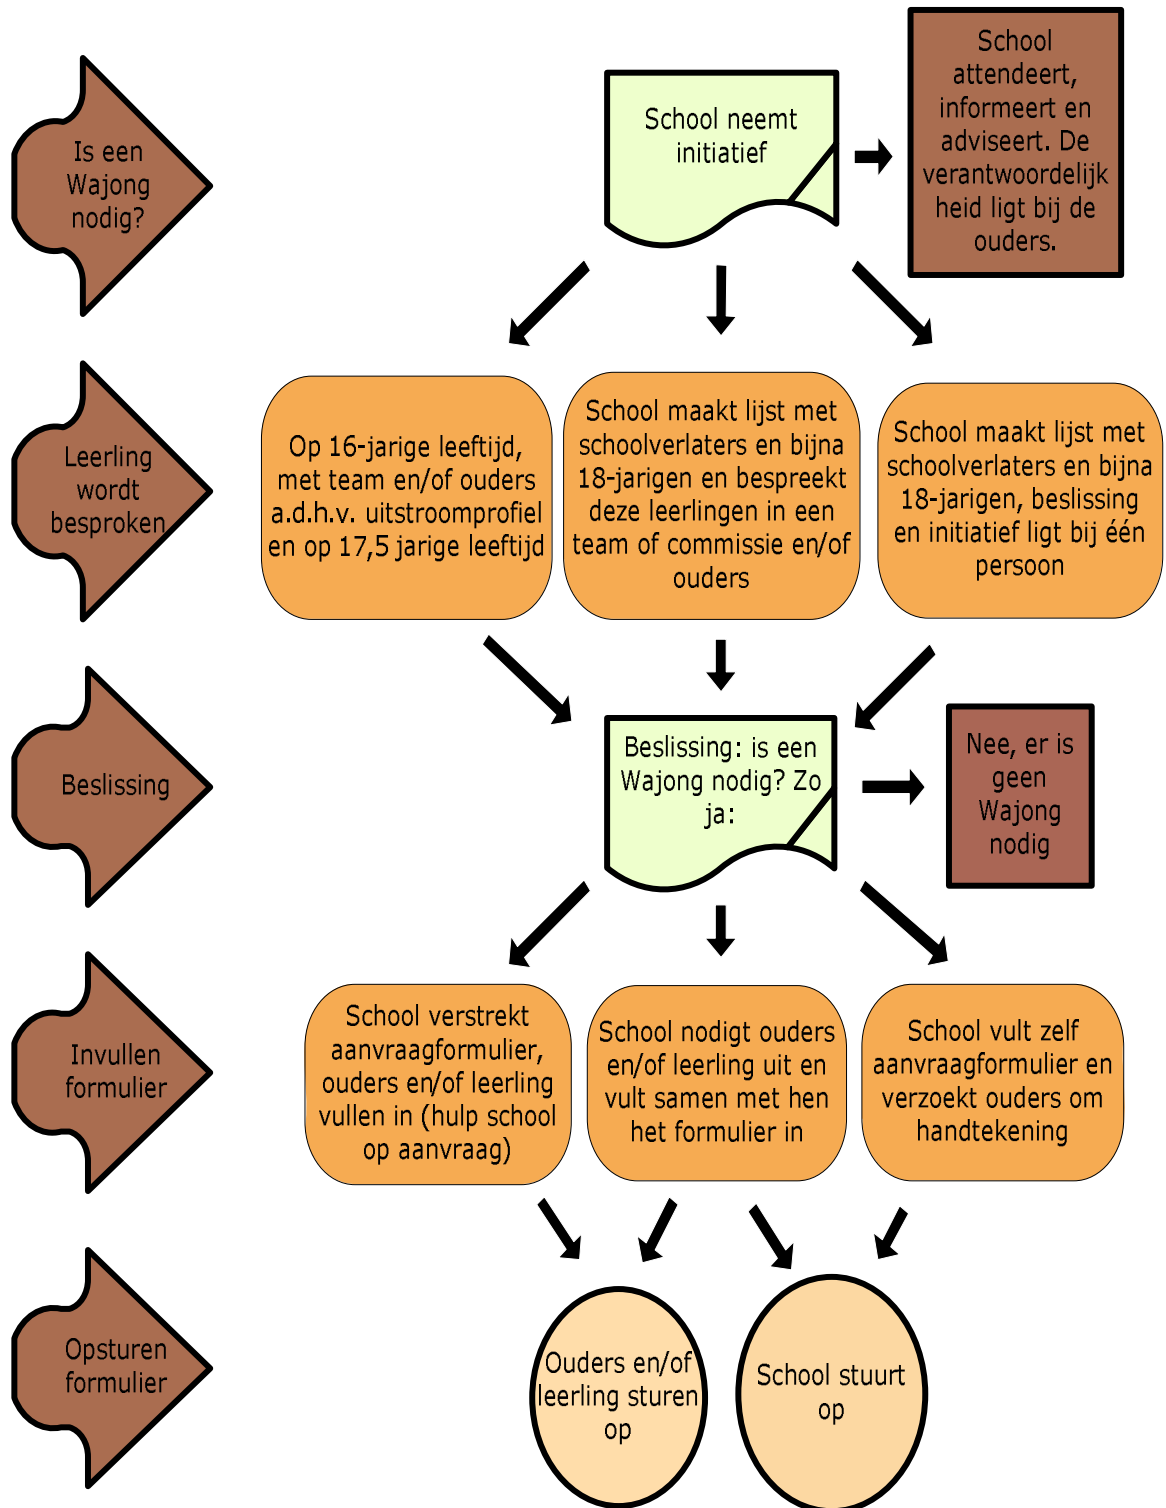 Is een
Wajong
nodig?
School neemt
initiatief
School
attendeert,
informeert en
adviseert. De
verantwoordelijk
heid ligt bij de
ouders.
Leerling
wordt
besproken
Op 16-jarige leeftijd,
met team en/of ouders
a.d.h.v. uitstroomprofiel
en op 17,5 jarige leeftijd
School maakt lijst met
schoolverlaters en bijna
18-jarigen en bespreekt
deze leerlingen in een
team of commissie en/of
ouders
School maakt lijst met
schoolverlaters en bijna
18-jarigen, beslissing
en initiatief ligt bij één
persoon
Beslissing
Beslissing: is een
Wajong nodig? Zo
ja:
Nee, er is
geen
Wajong
nodig
Invullen
formulier
School verstrekt
aanvraagformulier,
ouders en/of leerling
vullen in (hulp school
op aanvraag)
School nodigt ouders
en/of leerling uit en
vult samen met hen
het formulier in
School vult zelf
aanvraagformulier en
verzoekt ouders om
handtekening
Opsturen
formulier
Ouders en/of
leerling sturen
op
School stuurt
op